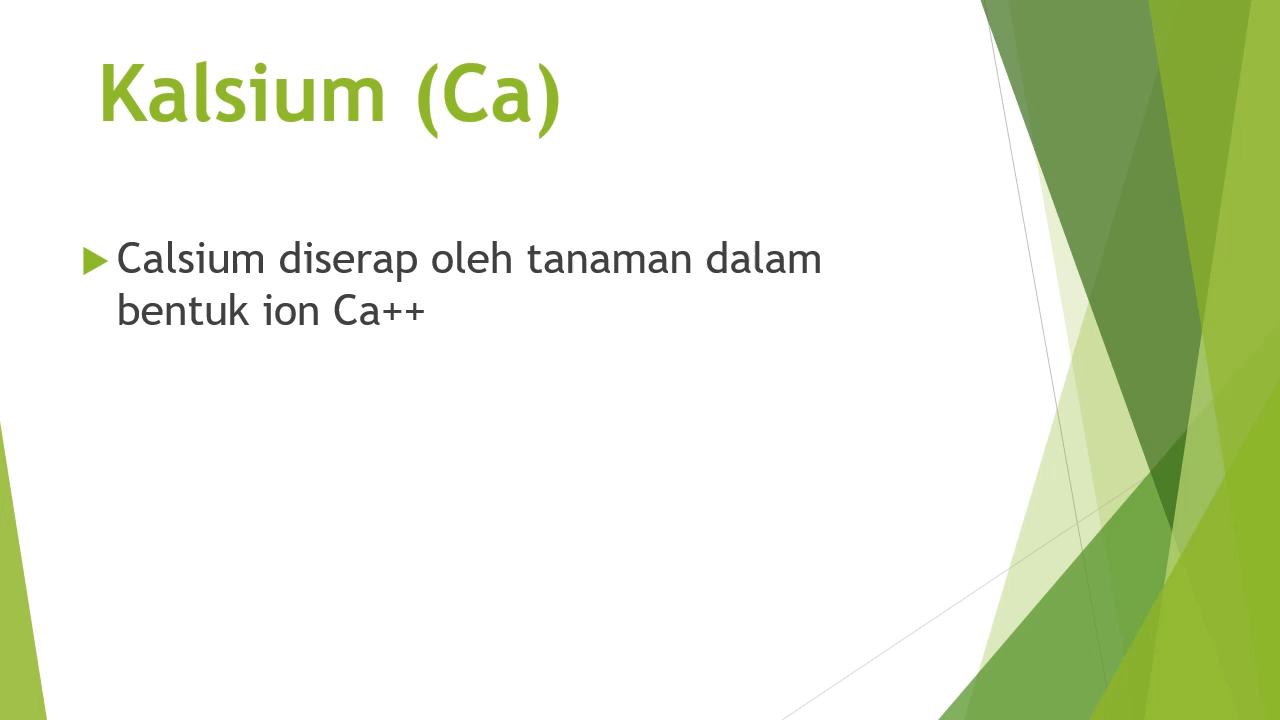 Kalsium (Ca)
Calsium diserap oleh tanaman dalam
bentuk ion Ca++